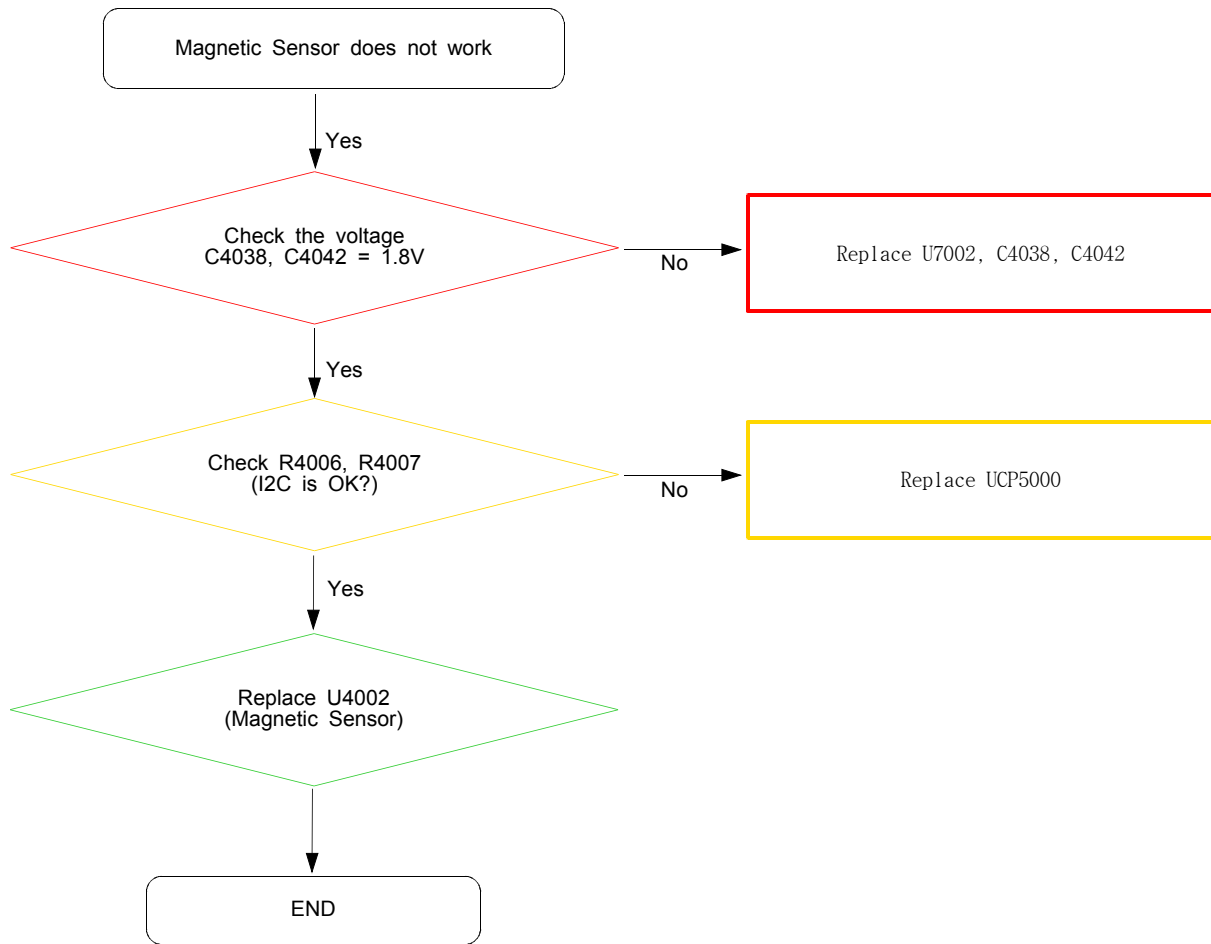 Magnetic Sensor does not work
Yes
Check the voltage
C4038, C4042 = 1.8V
No
Replace U7002, C4038, C4042
Yes
Check R4006, R4007
(I2C is OK?)
No
Replace UCP5000
Yes
Replace U4002
(Magnetic Sensor)
END